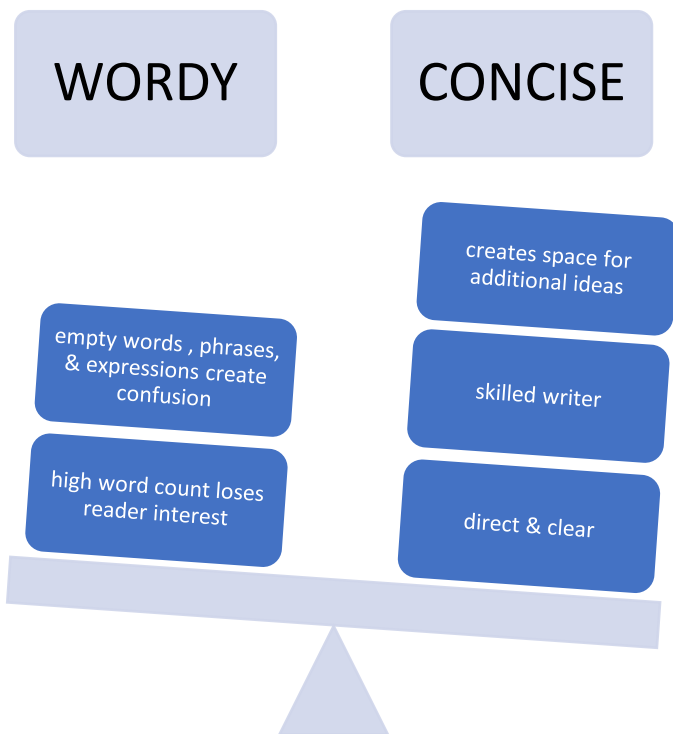 WORDY
CONCISE
empty words , phrases,
& expressions create
confusion
high word count loses
reader interest
creates space for
additional ideas
skilled writer
direct & clear